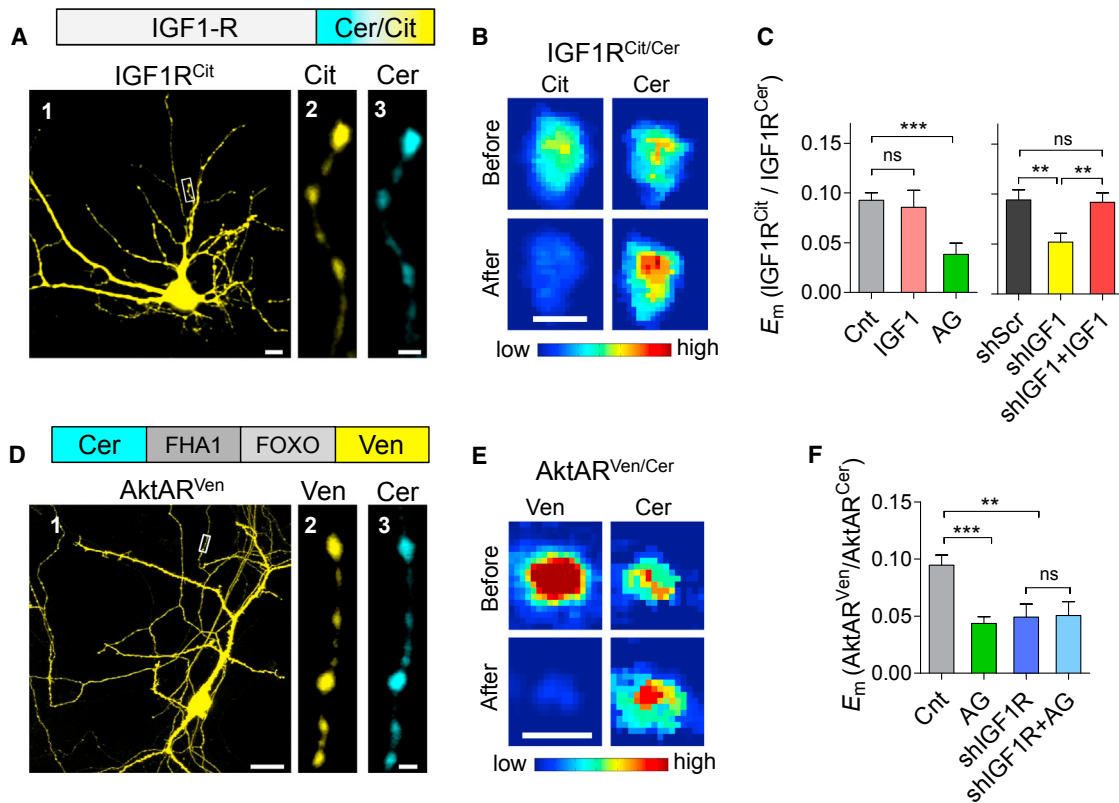 A
IGF1-R Cer/Cit
IGF1R^Cit Cit Cer
1 2 3
B
IGF1R^Cit/Cer
Cit Cer
Before
After
low high
C
E_m (IGF1R^Cit / IGF1R^Cer)
0.15
0.10
0.05
0.00
*** ns
ns ** **
Cnt IGF1 AG shScr shIGF1 shIGF1+IGF1
D
Cer FHA1 FOXO Ven
AktAR^Ven Ven Cer
1 2 3
E
AktAR^Ven/Cer
Ven Cer
Before
After
low high
F
E_m (AktAR^Ven/AktAR^Cer)
0.15
0.10
0.05
0.00
**
*** ns
Cnt AG shIGF1R shIGF1R+AG